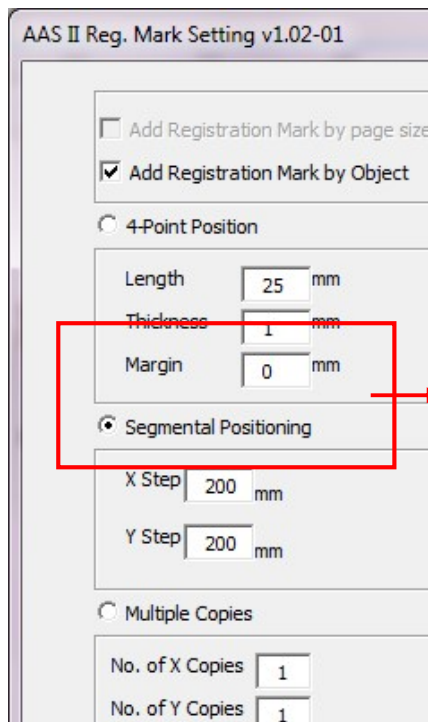 AAS II Reg. Mark Setting v1.02-01
Add Registration Mark by page size
Add Registration Mark by Object
4-Point Position
Length 25 mm
Thickness 1 mm
Margin 0 mm
Segmental Positioning
X Step 200 mm
Y Step 200 mm
Multiple Copies
No. of X Copies 1
No. of Y Copies 1